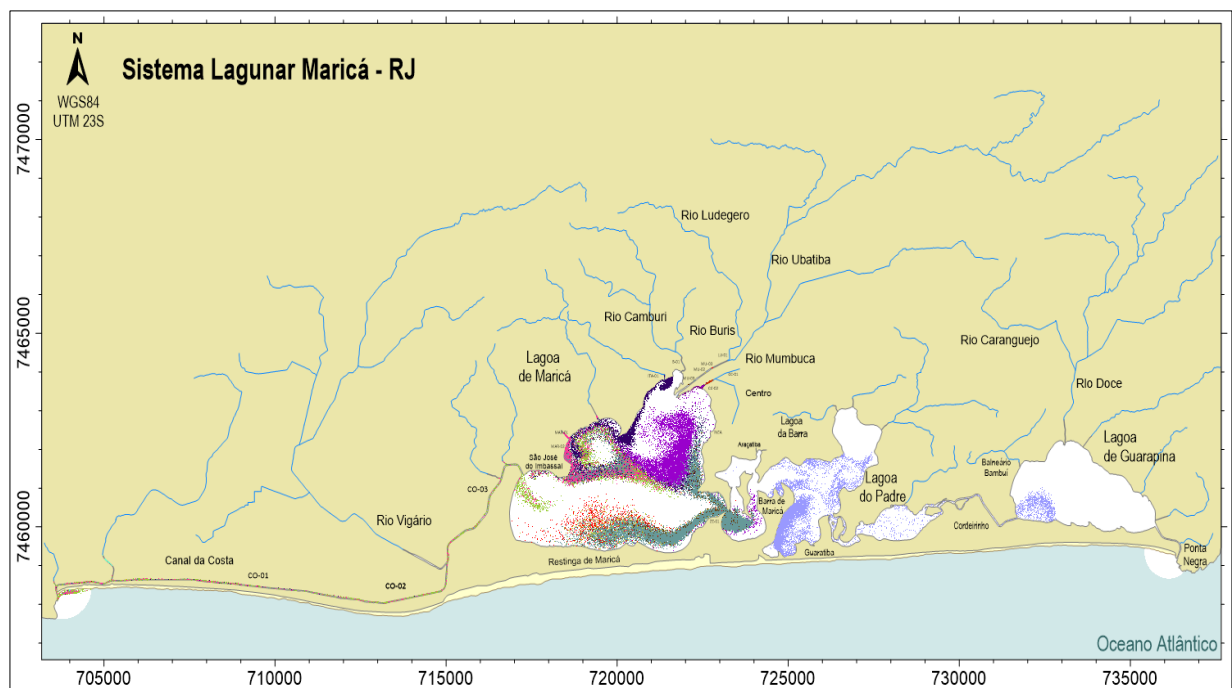 N
Sistema Lagunar Maricá - RJ
WGS84
UTM 23S
7470000
7465000
7460000
Rio Ludegero
Rio Ubatiba
Rio Camburi
Rio Buris
Rio Mumbuca
Rio Caranguejo
Lagoa
de Maricá
Centro
Rio Doce
Araçatiba
Lagoa
da Barra
Lagoa
de Guarapina
São José
do Imbassaí
Balneário
Bambuí
Lagoa
do Padre
CO-03
Barra de
Maricá
Rio Vigário
Cordeirinho
Canal da Costa
Restinga de Maricá
Guaratiba
Ponta
Negra
CO-01
CO-02
Oceano Atlântico
705000
710000
715000
720000
725000
730000
735000